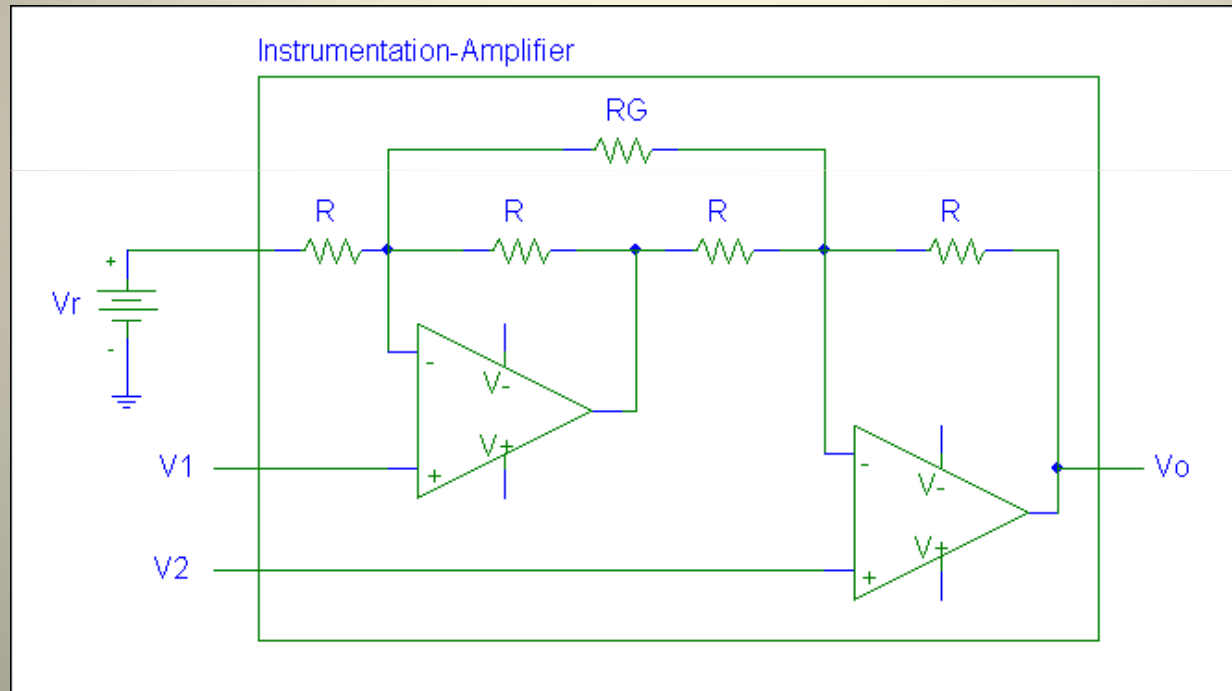 Instrumentation-Amplifier
RG
R R R R
+
Vr
-
- V- V+ +
V1
- V- V+ +
Vo
V2